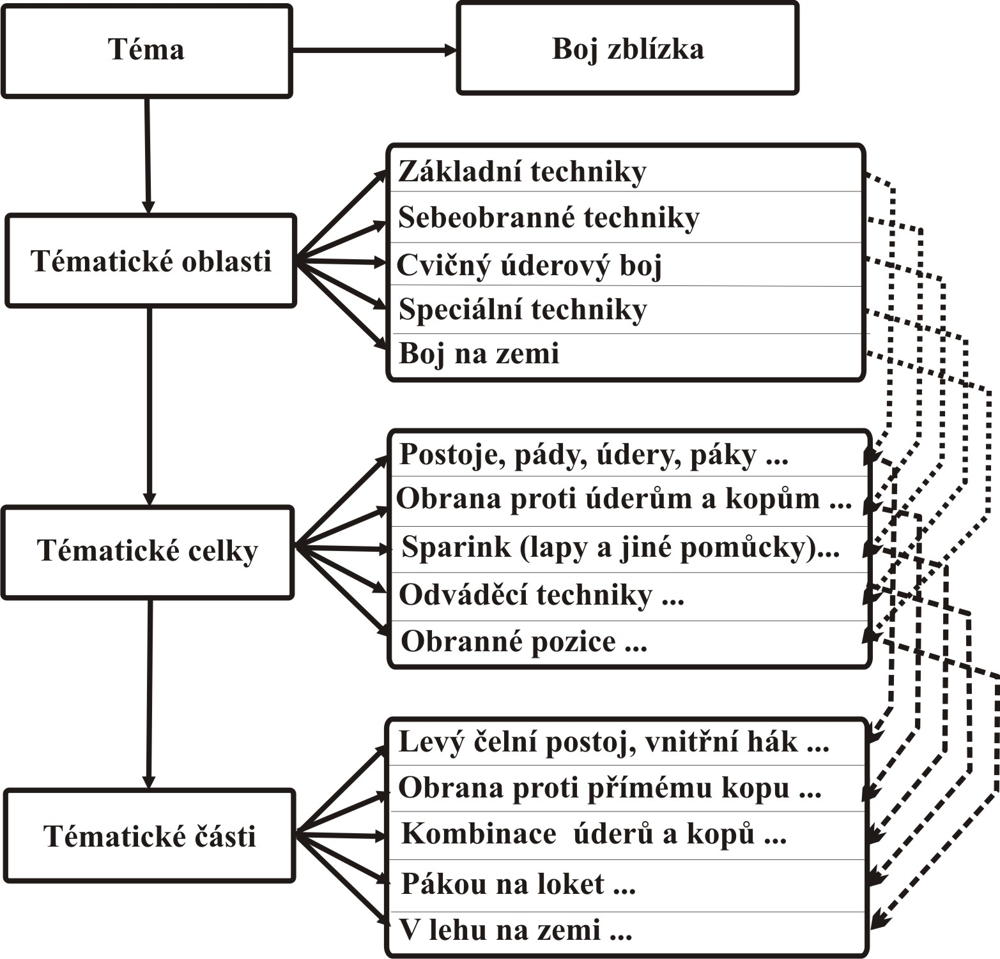 Téma
Boj zblízka
Tématické oblasti
Základní techniky
Sebeobranné techniky
Cvičný úderový boj
Speciální techniky
Boj na zemi
Tématické celky
Postoje, pády, údery, páky ...
Obrana proti úderům a kopům ...
Sparink (lapy a jiné pomůcky)...
Odváděcí techniky ...
Obranné pozice ...
Tématické části
Levý čelní postoj, vnitřní hák ...
Obrana proti přímému kopu ...
Kombinace  úderů a kopů ...
Pákou na loket ...
V lehu na zemi ...